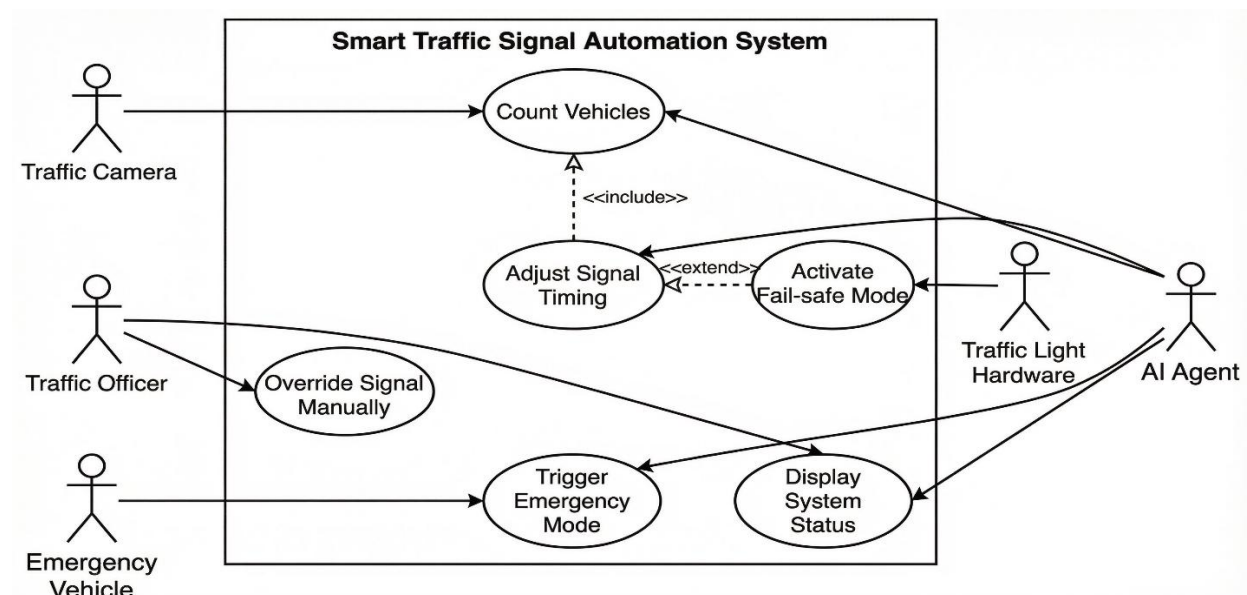 Smart Traffic Signal Automation System
Count Vehicles
Traffic Camera
<<include>>
Adjust Signal
Timing
<<extend>>
Activate
Fail-safe Mode
Traffic Light
Hardware
AI Agent
Traffic Officer
Override Signal
Manually
Trigger
Emergency
Mode
Display
System
Status
Emergency
Vehicle